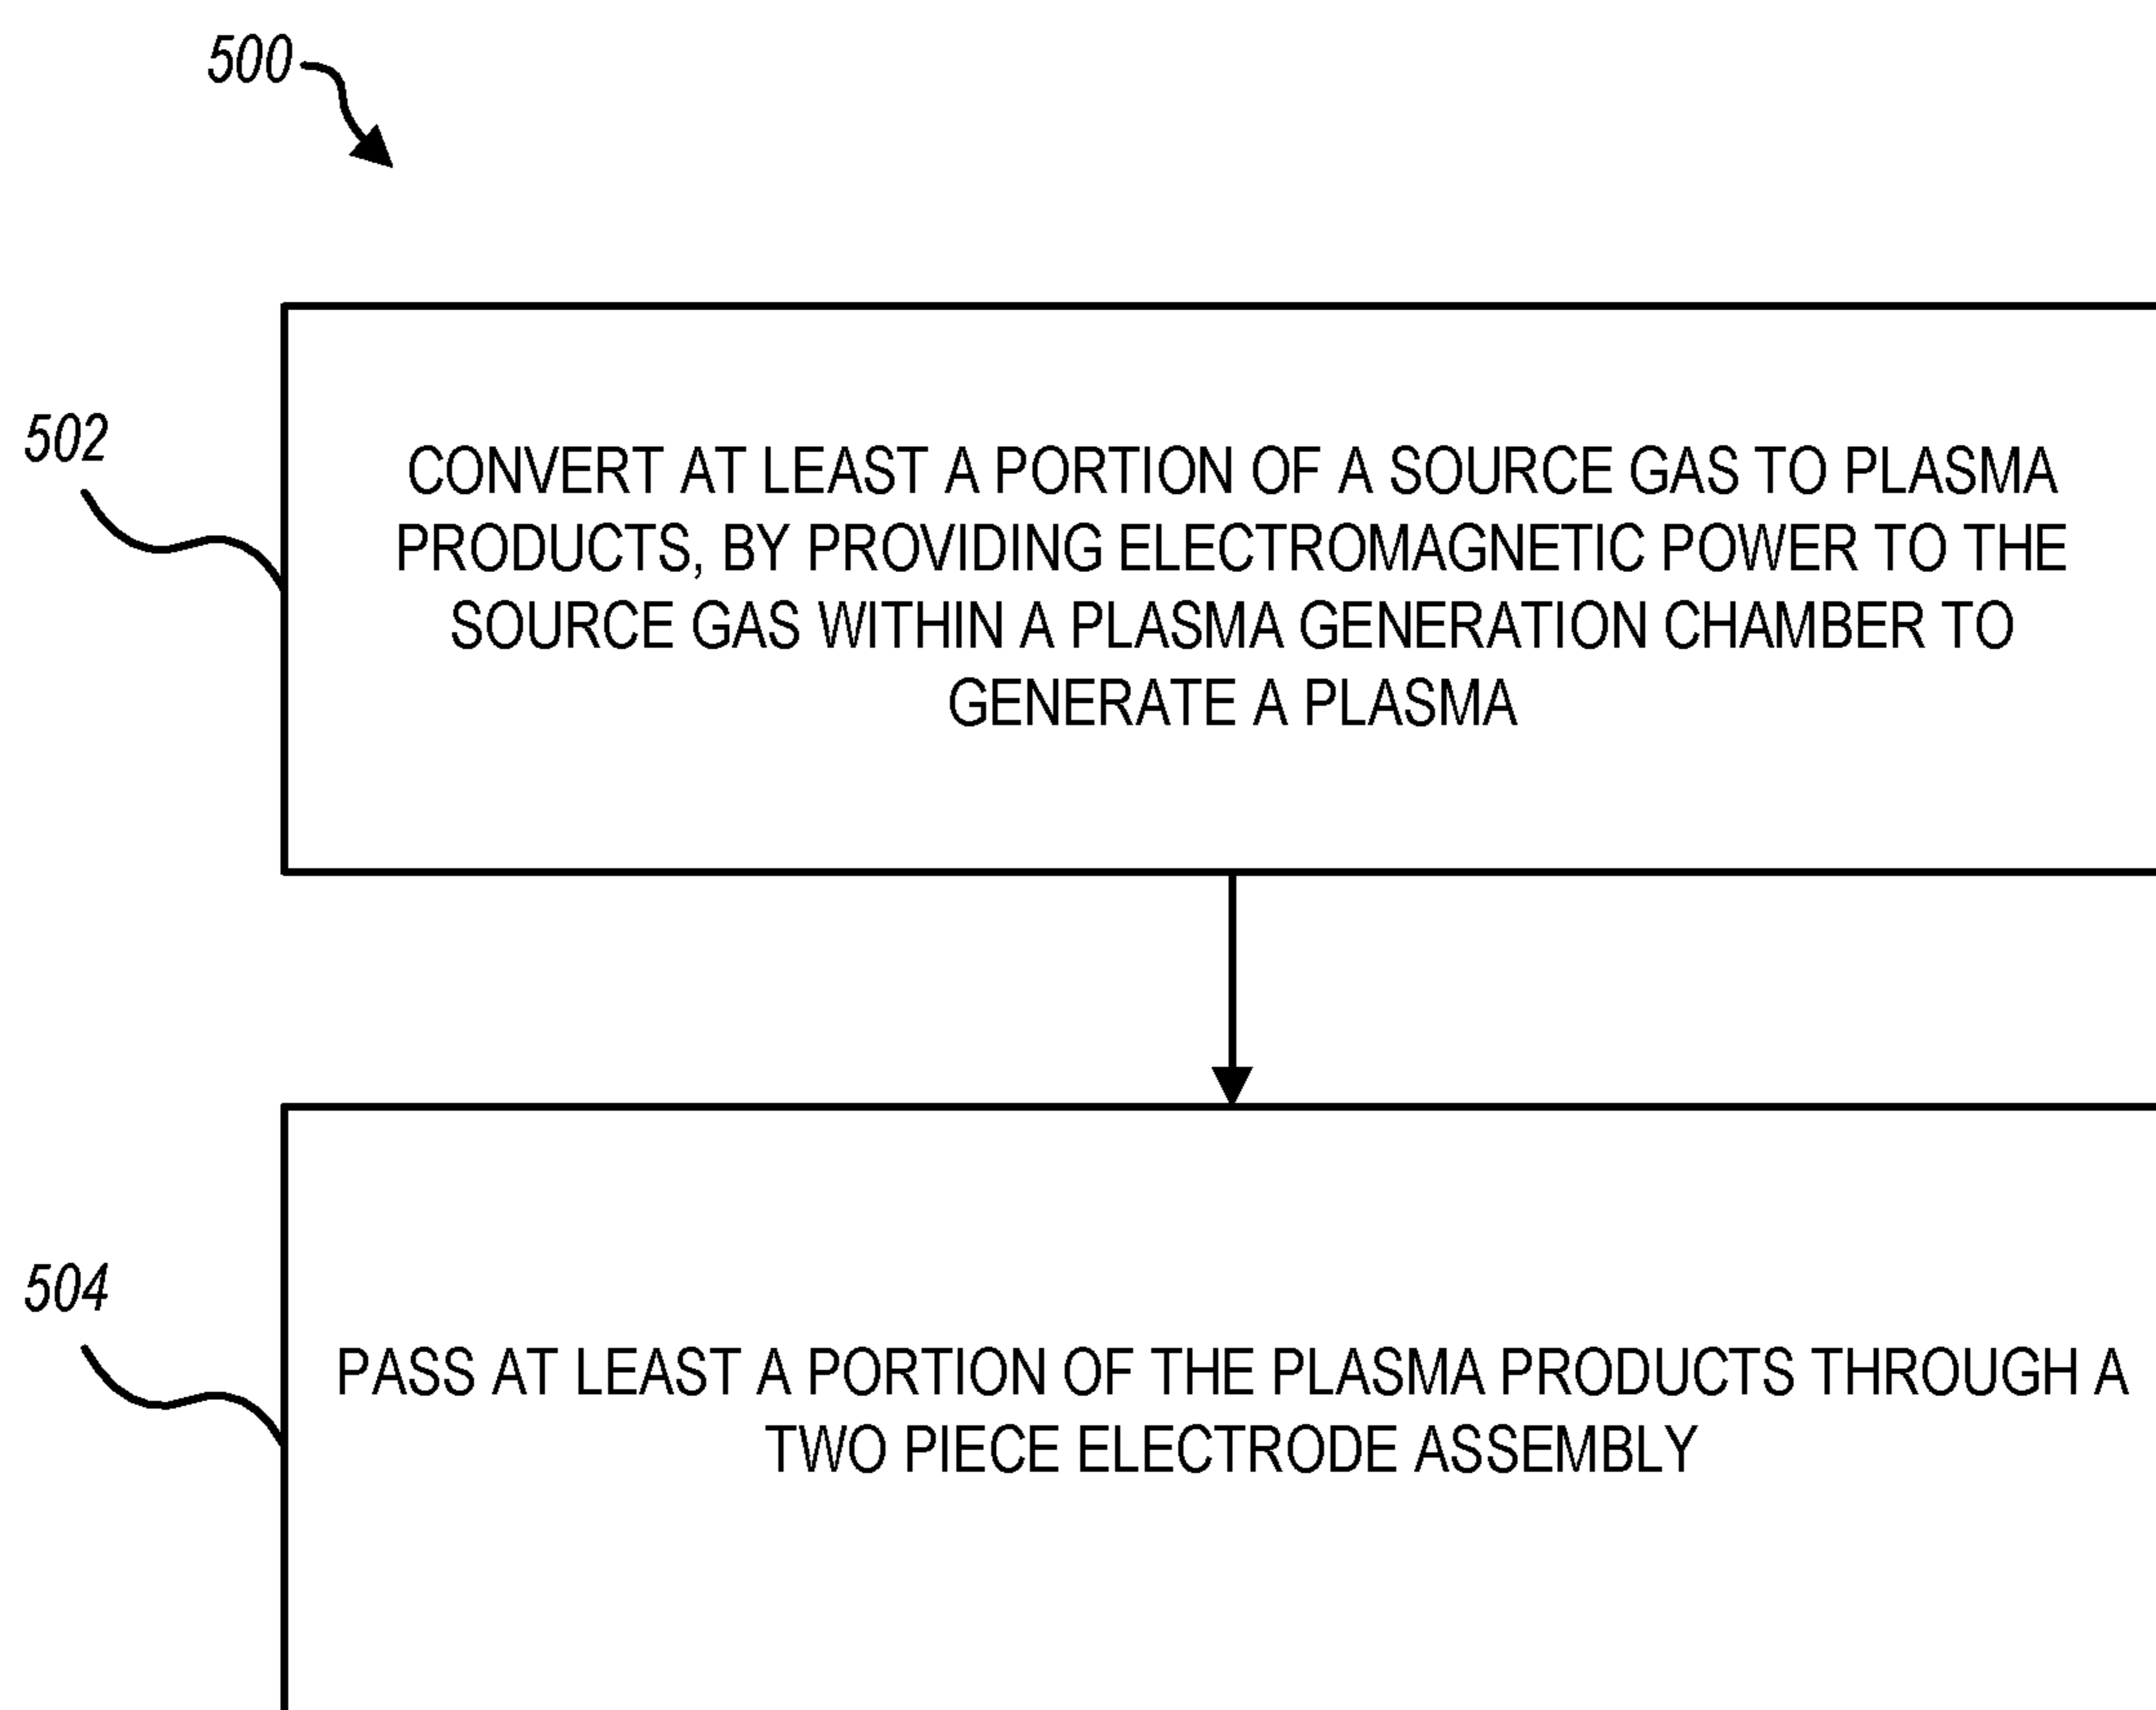 500
502
CONVERT AT LEAST A PORTION OF A SOURCE GAS TO PLASMA
PRODUCTS, BY PROVIDING ELECTROMAGNETIC POWER TO THE
SOURCE GAS WITHIN A PLASMA GENERATION CHAMBER TO
GENERATE A PLASMA
504
PASS AT LEAST A PORTION OF THE PLASMA PRODUCTS THROUGH A
TWO PIECE ELECTRODE ASSEMBLY